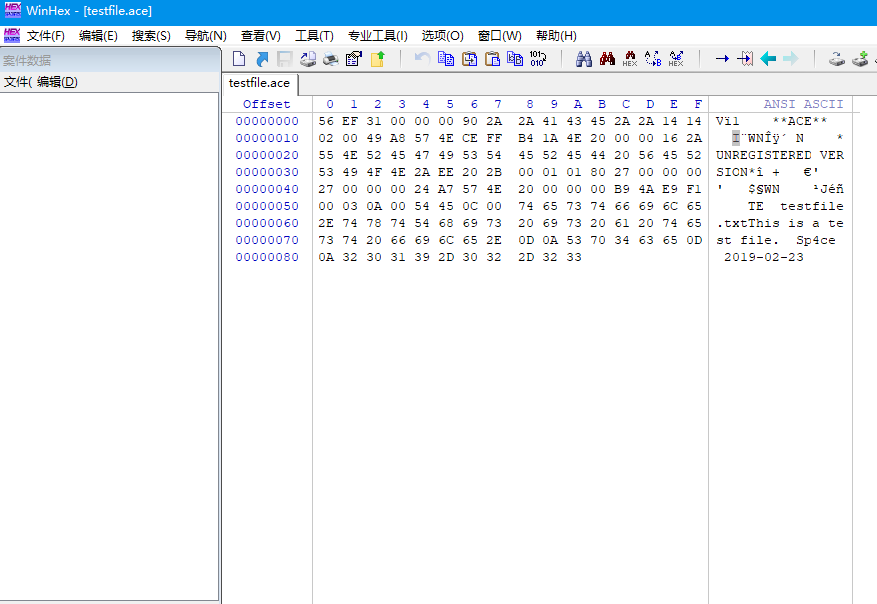 WinHex - [testfile.ace]
文件(F) 编辑(E) 搜索(S) 导航(N) 查看(V) 工具(T) 专业工具(I) 选项(O) 窗口(W) 帮助(H)
案件数据
文件( 编辑(D)
testfile.ace
Offset 0 1 2 3 4 5 6 7 8 9 A B C D E F ANSI ASCII
00000000 56 EF 31 00 00 00 90 2A 2A 41 43 45 2A 2A 14 14 Vï1 **ACE**
00000010 02 00 49 A8 57 4E CE FF B4 1A 4E 20 00 00 16 2A I¨WNÎÿ´ N *
00000020 55 4E 52 45 47 49 53 54 45 52 45 44 20 56 45 52 UNREGISTERED VER
00000030 53 49 4F 4E 2A EE 20 2B 00 01 01 80 27 00 00 00 SION*î + €'
00000040 27 00 00 00 24 A7 57 4E 20 00 00 00 B9 4A E9 F1 ' $§WN ¹Jéñ
00000050 00 03 0A 00 54 45 0C 00 74 65 73 74 66 69 6C 65 TE testfile
00000060 2E 74 78 74 54 68 69 73 20 69 73 20 61 20 74 65 .txtThis is a te
00000070 73 74 20 66 69 6C 65 2E 0D 0A 53 70 34 63 65 0D st file. Sp4ce
00000080 0A 32 30 31 39 2D 30 32 2D 32 33 2019-02-23